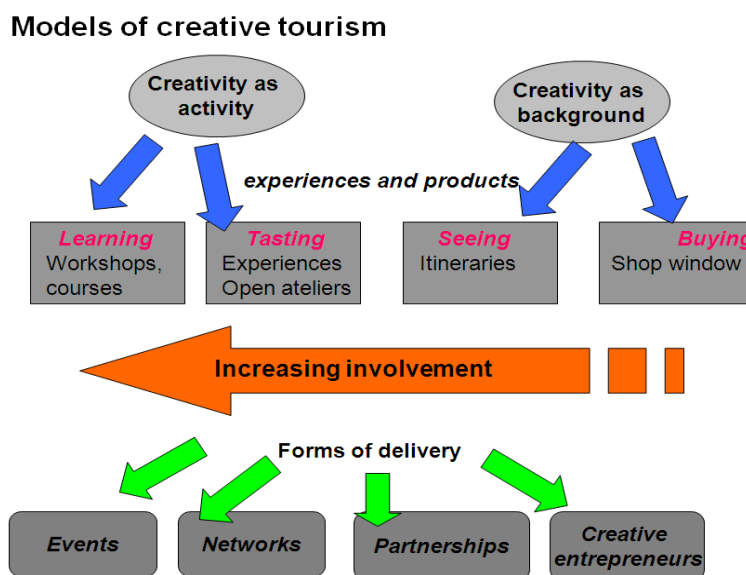 Models of creative tourism
Creativity as
activity
Creativity as
background
experiences and products
Learning
Workshops,
courses
Tasting
Experiences
Open ateliers
Seeing
Itineraries
Buying
Shop window
Increasing involvement
Forms of delivery
Events
Networks
Partnerships
Creative
entrepreneurs